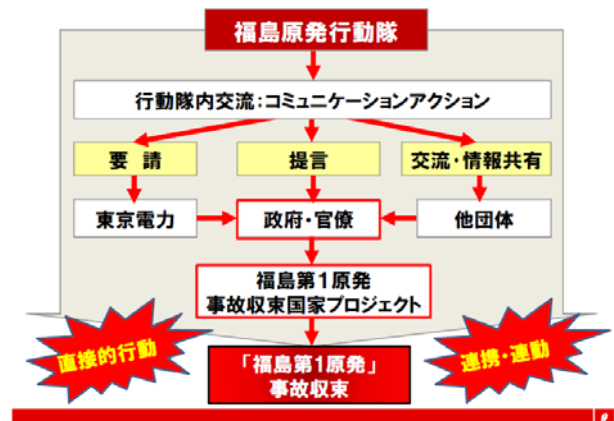 福島原発行動隊
行動隊内交流:コミュニケーションアクション
要 請
提言
交流・情報共有
東京電力
政府・官僚
他団体
福島第1原発
事故収束国家プロジェクト
直接的行動
連携・連動
「福島第1原発」
事故収束